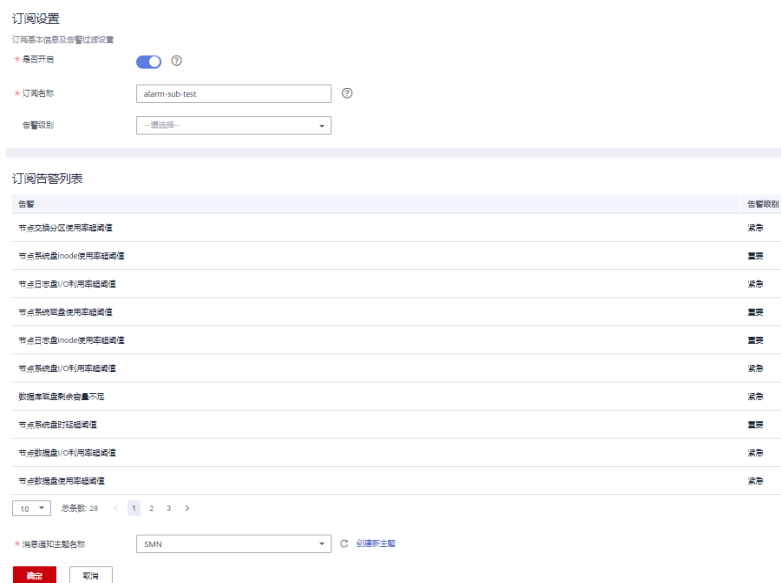 订阅设置
订阅基本信息及告警过滤设置
* 是否开启
* 订阅名称 alarm-sub-test
告警级别 --请选择--
订阅告警列表
告警 告警级别
节点交换分区使用率超阈值 紧急
节点系统盘inode使用率超阈值 重要
节点日志盘I/O利用率超阈值 紧急
节点系统磁盘使用率超阈值 重要
节点日志盘inode使用率超阈值 重要
节点系统盘I/O利用率超阈值 紧急
数据库磁盘剩余容量不足 紧急
节点系统盘时延超阈值 重要
节点数据盘I/O利用率超阈值 紧急
节点数据盘使用率超阈值 紧急
10 总条数: 28 < 1 2 3 >
* 消息通知主题名称 SMN 创建新主题
确定 取消